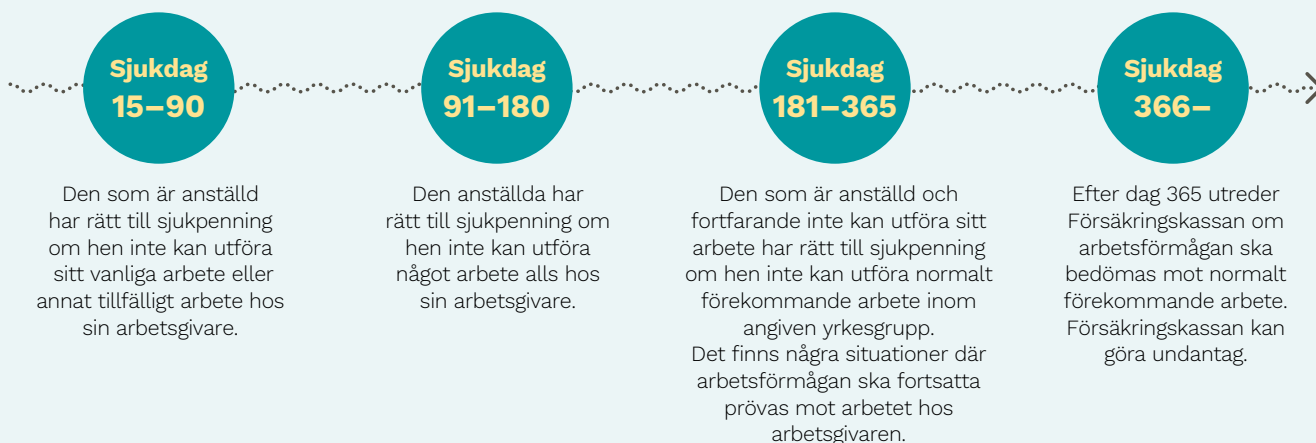 Sjukdag
15–90
Den som är anställd
har rätt till sjukpenning
om hen inte kan utföra
sitt vanliga arbete eller
annat tillfälligt arbete hos
sin arbetsgivare.
Sjukdag
91–180
Den anställda har
rätt till sjukpenning om
hen inte kan utföra
något arbete alls hos
sin arbetsgivare.
Sjukdag
181–365
Den som är anställd och
fortfarande inte kan utföra sitt
arbete har rätt till sjukpenning
om hen inte kan utföra normalt
förekommande arbete inom
angiven yrkesgrupp.
Det finns några situationer där
arbetsförmågan ska fortsatta
prövas mot arbetet hos
arbetsgivaren.
Sjukdag
366–
Efter dag 365 utreder
Försäkringskassan om
arbetsförmågan ska
bedömas mot normalt
förekommande arbete.
Försäkringskassan kan
göra undantag.